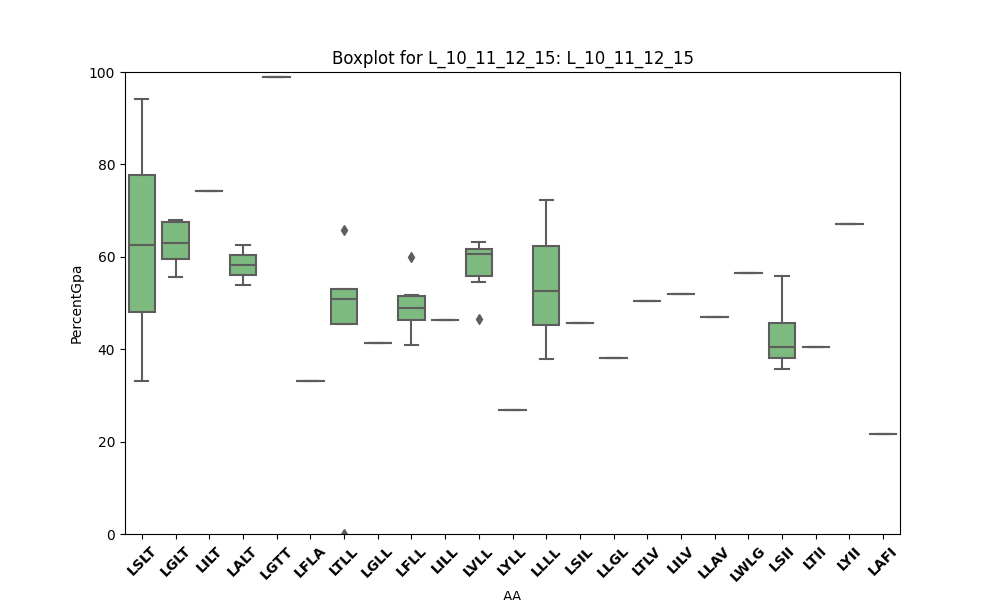 Boxplot for L_10_11_12_15: L_10_11_12_15
100
80
60
40
20
0
PercentGpa
LSLT
LGLT
LILT
LALT
LGTT
LFLA
LTLL
LGLL
LFLL
LILL
LVLL
LYLL
LLLL
LSIL
LLGL
LTLV
LILV
LLAV
LWLG
LSII
LTII
LYII
LAFI
AA